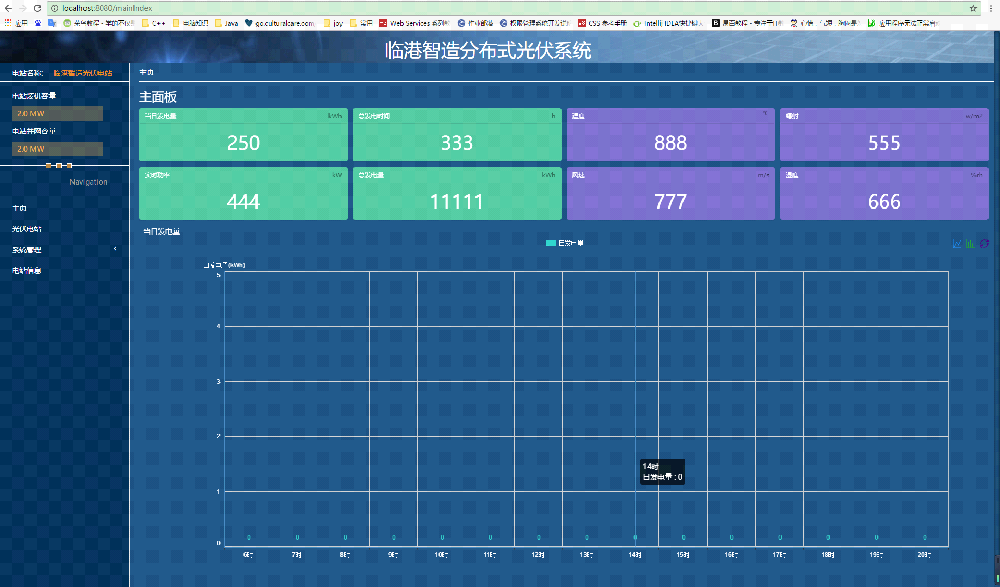 localhost:8080/mainIndex
应用
菜鸟教程 - 学的不仅是
C++
电脑知识
Java
go.culturalcare.com/
joy
常用
Web Services 系列教
作业部落
权限管理系统开发说明
CSS 参考手册
Intellij IDEA快捷键大
易百教程 - 专注于IT教
心慌，气短，胸闷是怎
应用程序无法正常启动
临港智造分布式光伏系统
电站名称: 临港智造光伏电站
电站装机容量
2.0 MW
电站并网容量
2.0 MW
Navigation
主页
光伏电站
系统管理
电站信息
主页
主面板
当日发电量 kWh
250
总发电时间 h
333
温度 ℃
888
辐射 w/m2
555
实时功率 kW
444
总发电量 kWh
11111
风速 m/s
777
湿度 %rh
666
当日发电量
日发电量
日发电量(kWh)
5
4
3
2
1
0
14时
日发电量 : 0
0 0 0 0 0 0 0 0 0 0 0 0 0 0 0
6时 7时 8时 9时 10时 11时 12时 13时 14时 15时 16时 17时 18时 19时 20时